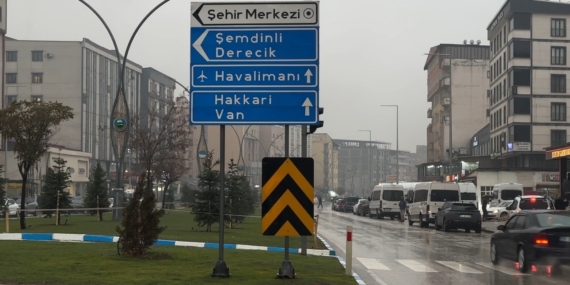 Şehir Merkezi
Şemdinli
Derecik
Havalimanı
Hakkari
Van